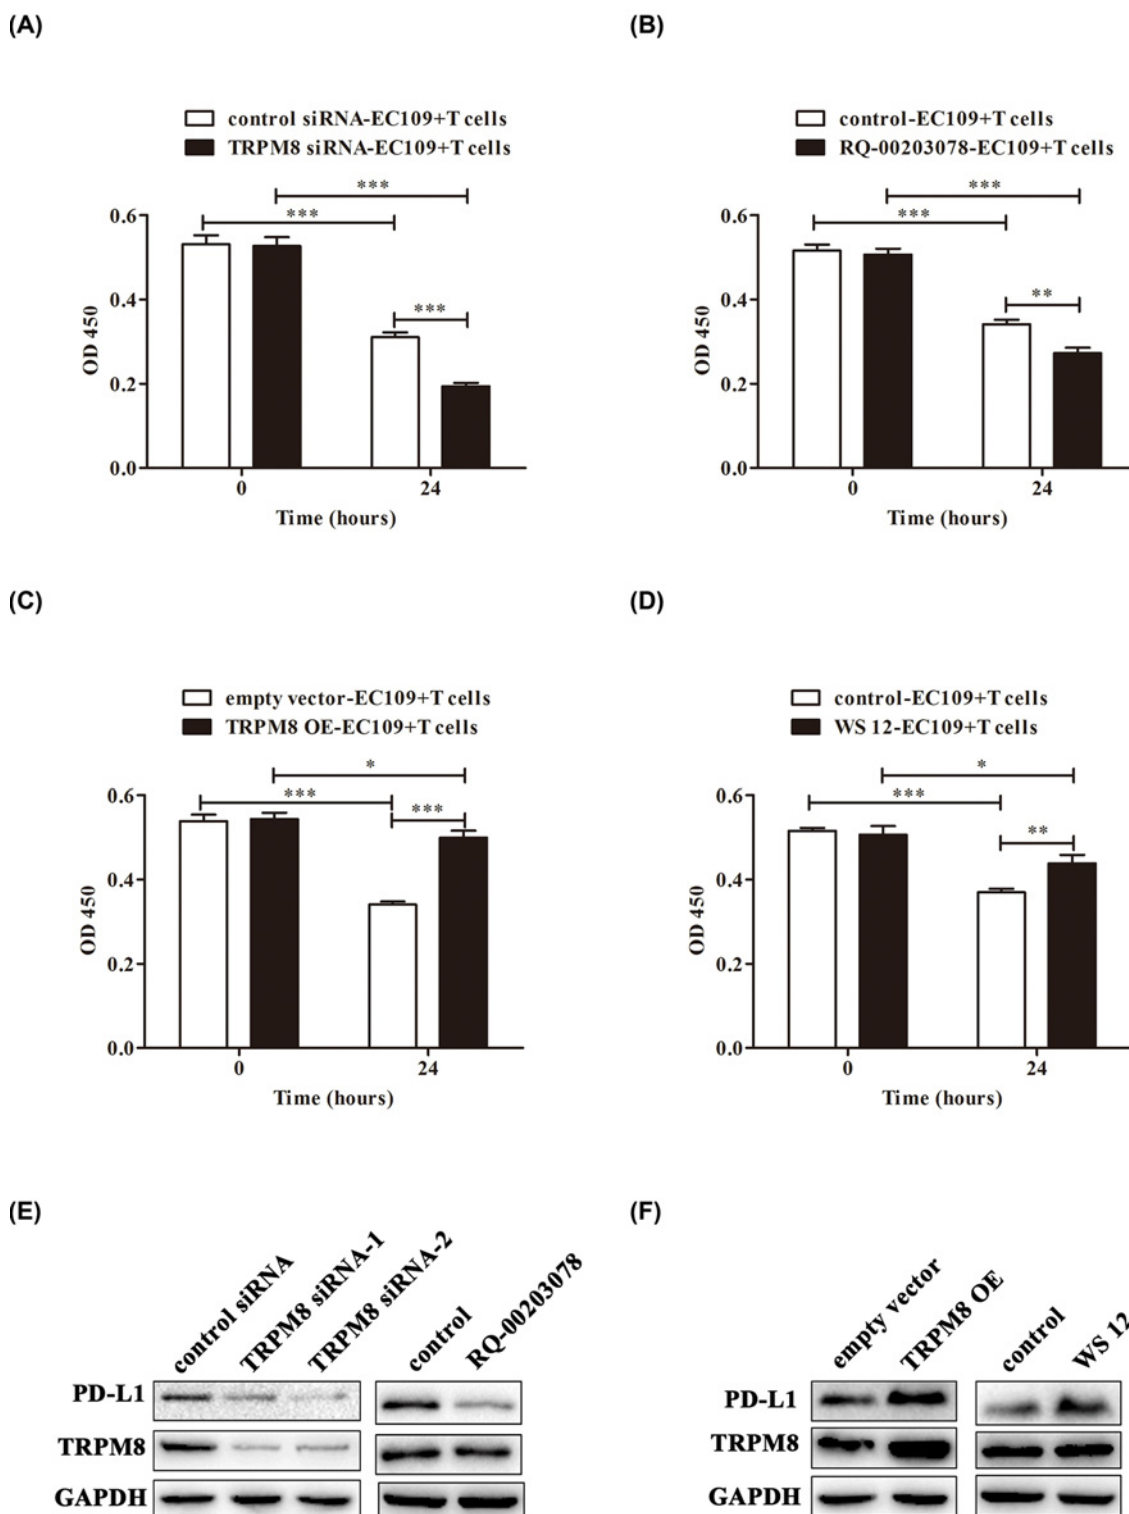 (A)
control siRNA-EC109+T cells
TRPM8 siRNA-EC109+T cells
***
***
***
0.6
0.4
0.2
0.0
OD 450
0
24
Time (hours)
(B)
control-EC109+T cells
RQ-00203078-EC109+T cells
***
***
**
0.6
0.4
0.2
0.0
OD 450
0
24
Time (hours)
(C)
empty vector-EC109+T cells
TRPM8 OE-EC109+T cells
*
***
***
0.6
0.4
0.2
0.0
OD 450
0
24
Time (hours)
(D)
control-EC109+T cells
WS 12-EC109+T cells
*
***
**
0.6
0.4
0.2
0.0
OD 450
0
24
Time (hours)
(E)
control siRNA
TRPM8 siRNA-1
TRPM8 siRNA-2
control
RQ-00203078
PD-L1
TRPM8
GAPDH
(F)
empty vector
TRPM8 OE
control
WS 12
PD-L1
TRPM8
GAPDH